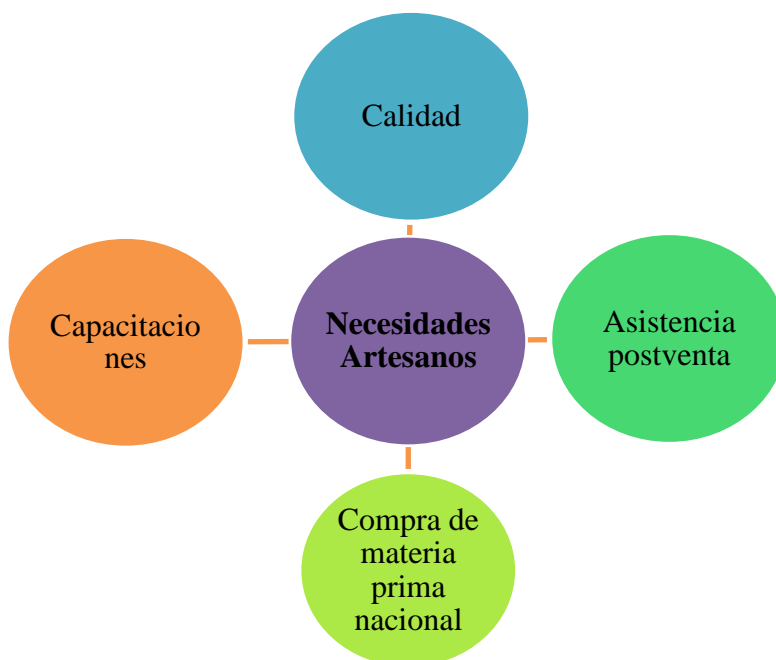 Calidad
Capacitacio
nes
Necesidades
Artesanos
Asistencia
postventa
Compra de
materia
prima
nacional